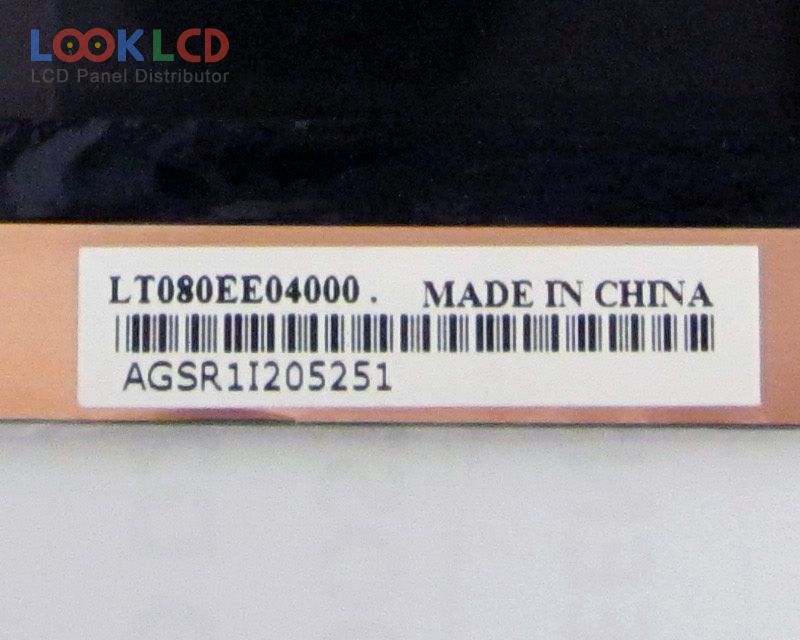 LOOKLCD
LCD Panel Distributor
LT080EE04000 . MADE IN CHINA
AGSR1I205251